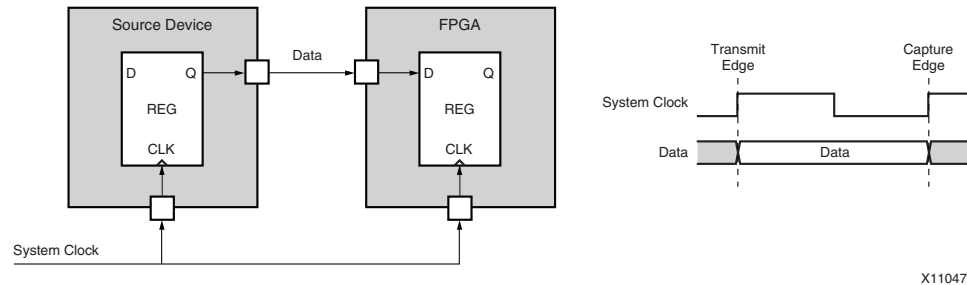 Source Device
FPGA
Data
D Q
REG
CLK
D Q
REG
CLK
System Clock
Transmit
Edge
Capture
Edge
System Clock
Data
Data
X11047